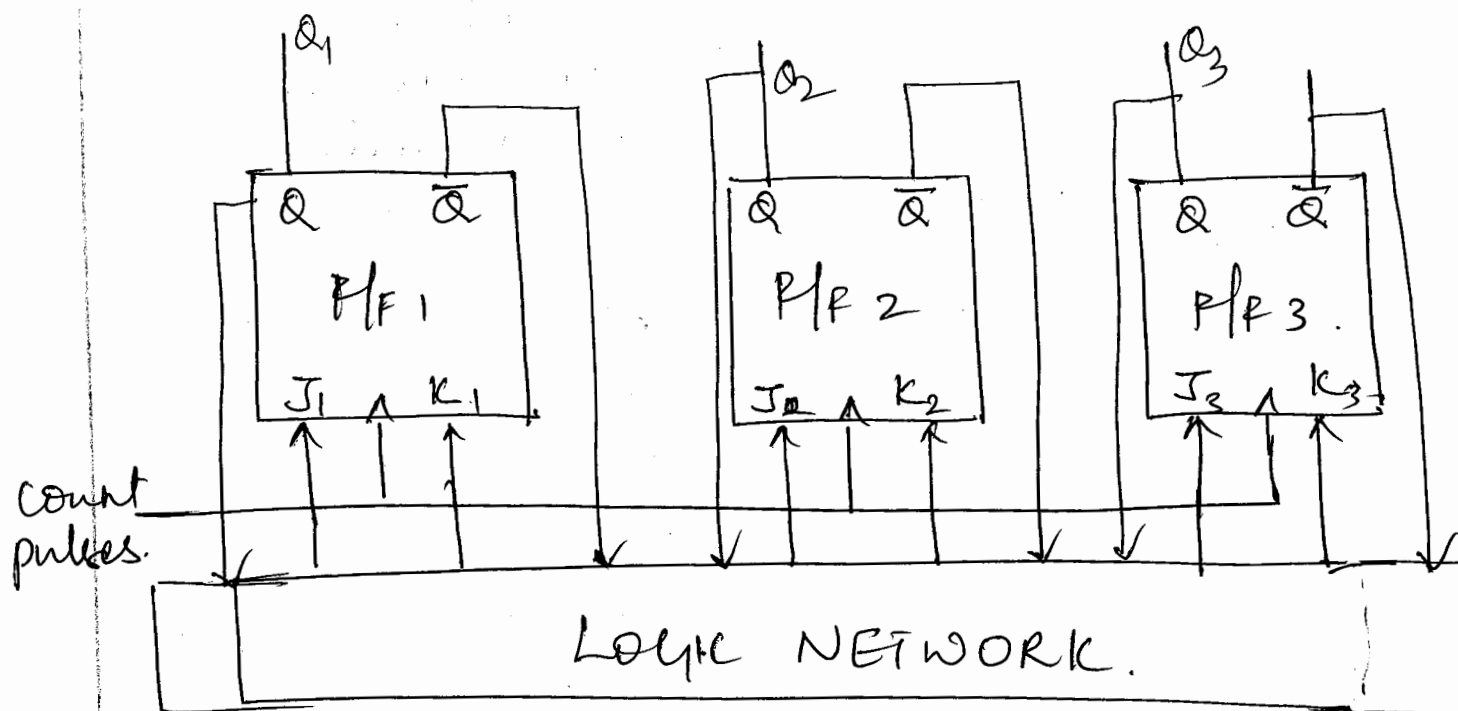 Q1 Q2 Q3
Q Q̅ Q Q̅ Q Q̅
F/F 1 F/F 2 F/F 3.
J1 K1 J2 K2 J3 K3
count
pulses.
LOGIC NETWORK.